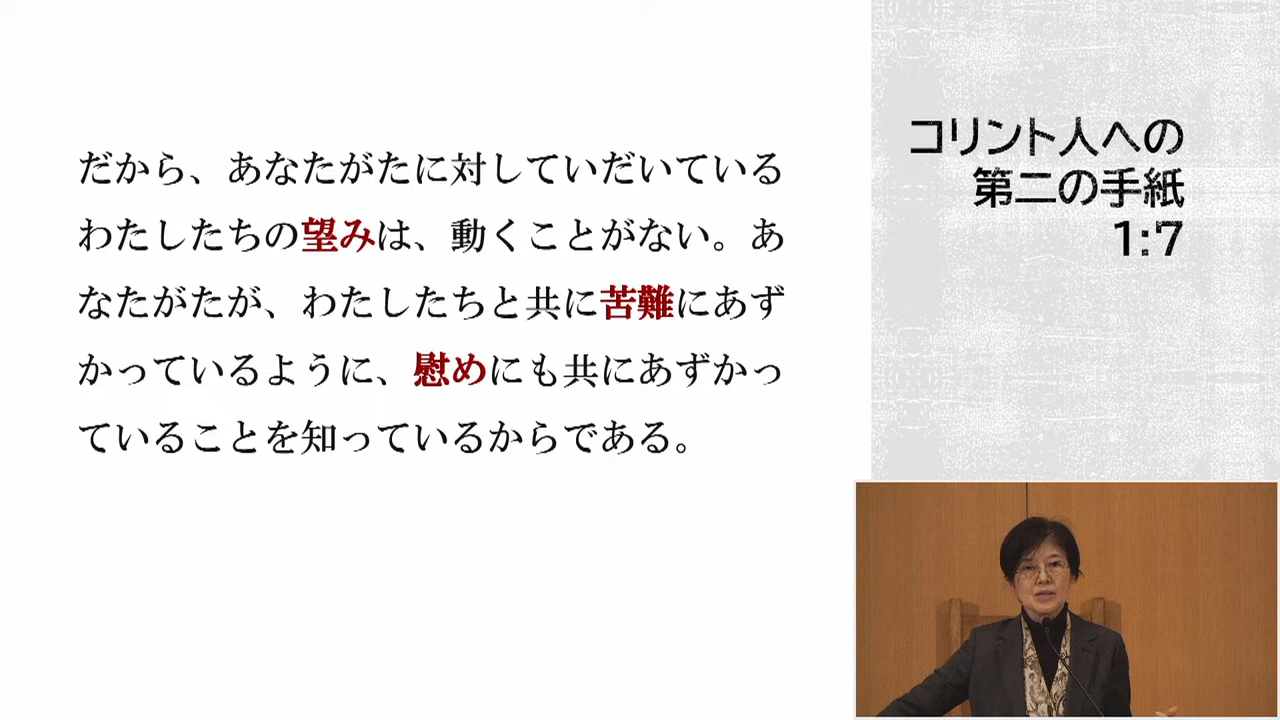 だから、あなたがたに対していだいている
わたしたちの望みは、動くことがない。あ
なたがたが、わたしたちと共に苦難にあず
かっているように、慰めにも共にあずかっ
ていることを知っているからである。
コリント人への
第二の手紙
1:7